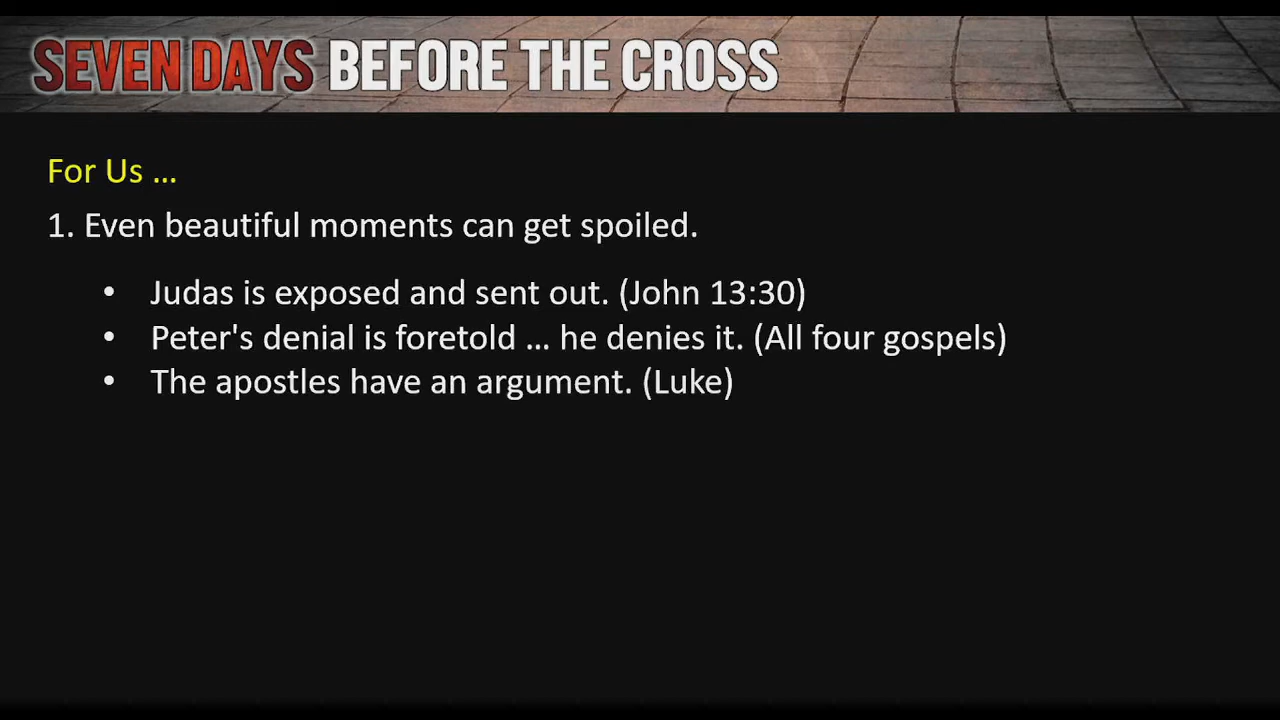 SEVEN DAYS BEFORE THE CROSS
For Us ...
1. Even beautiful moments can get spoiled.
• Judas is exposed and sent out. (John 13:30)
• Peter's denial is foretold ... he denies it. (All four gospels)
• The apostles have an argument. (Luke)